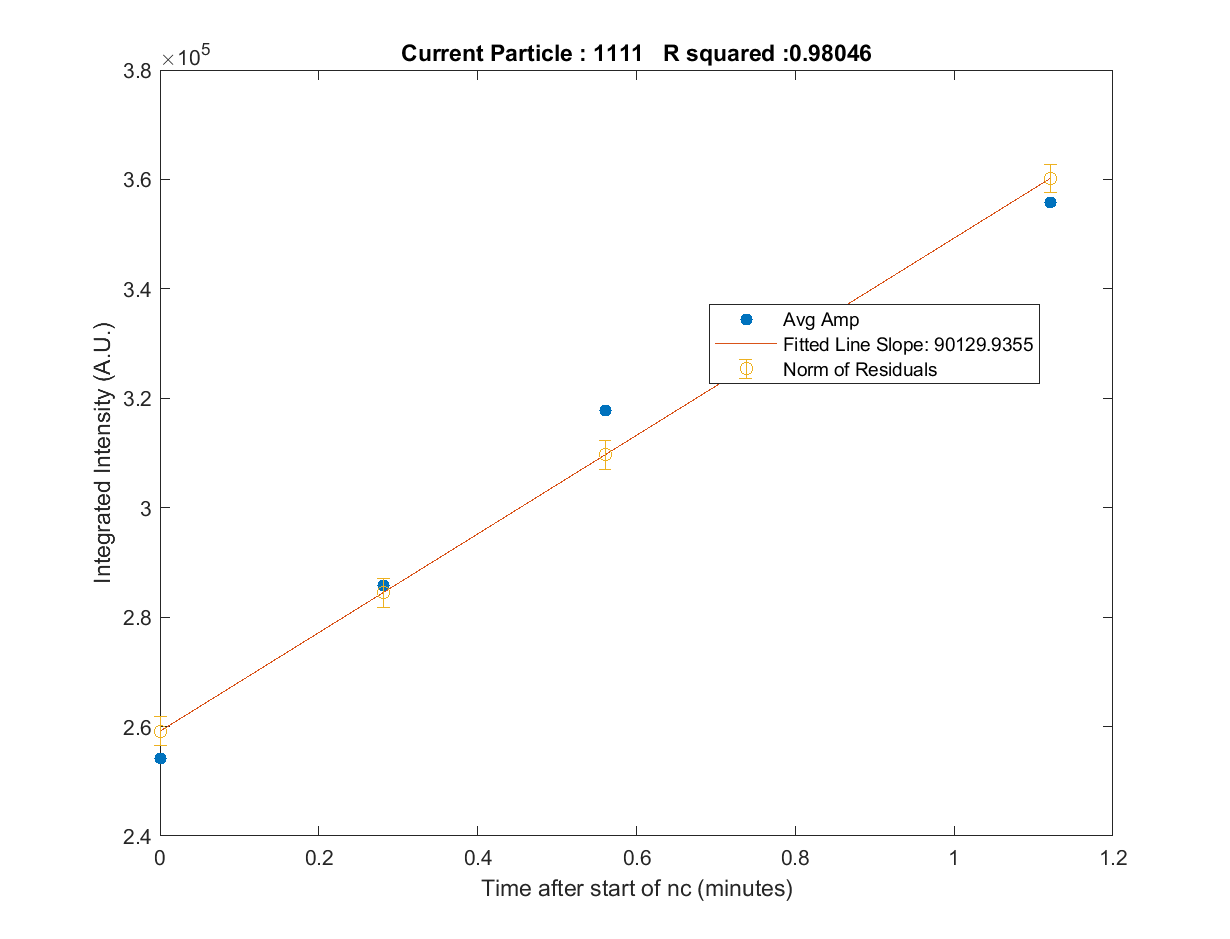 Current Particle : 1111   R squared :0.98046
×10^5
3.8
3.6
3.4
3.2
3
2.8
2.6
2.4
Integrated Intensity (A.U.)
Avg Amp
Fitted Line Slope: 90129.9355
Norm of Residuals
0 0.2 0.4 0.6 0.8 1 1.2
Time after start of nc (minutes)